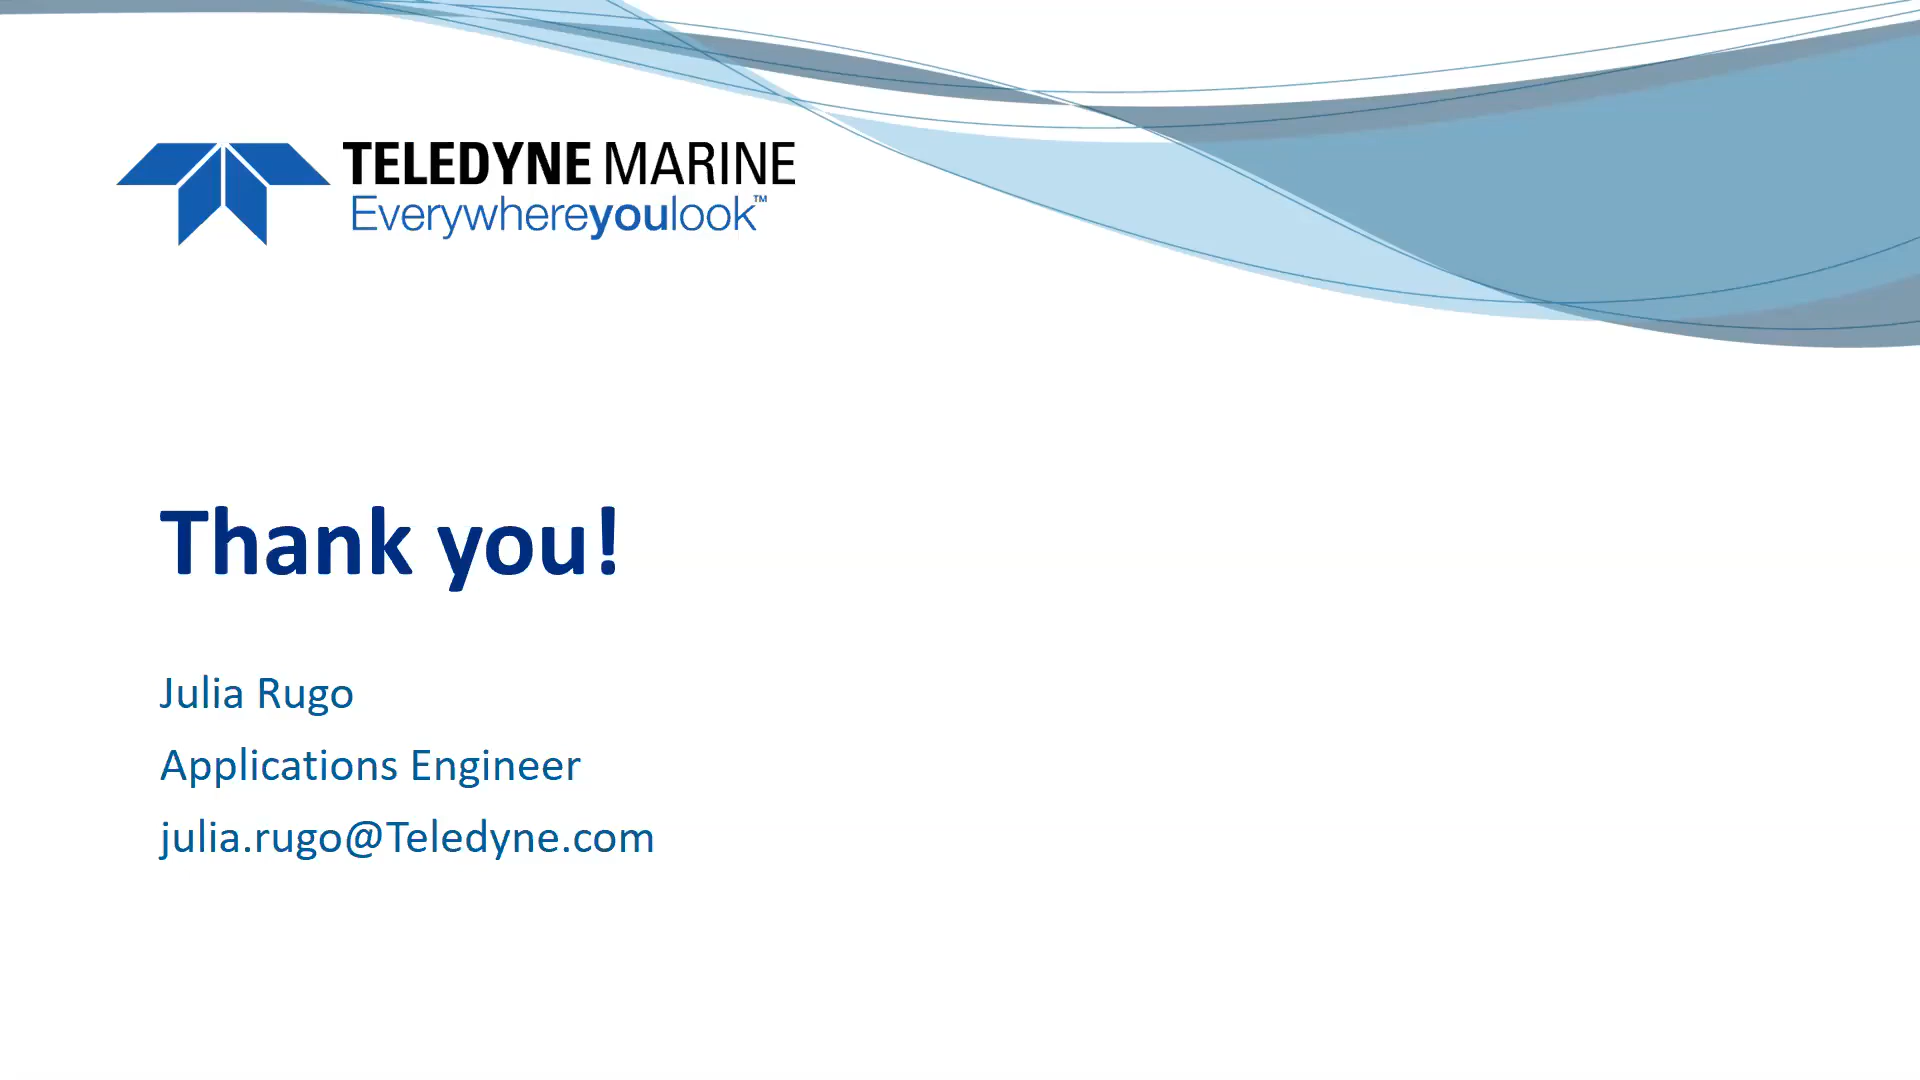 TELEDYNE MARINE
Everywhereyoulook™
Thank you!
Julia Rugo
Applications Engineer
julia.rugo@Teledyne.com